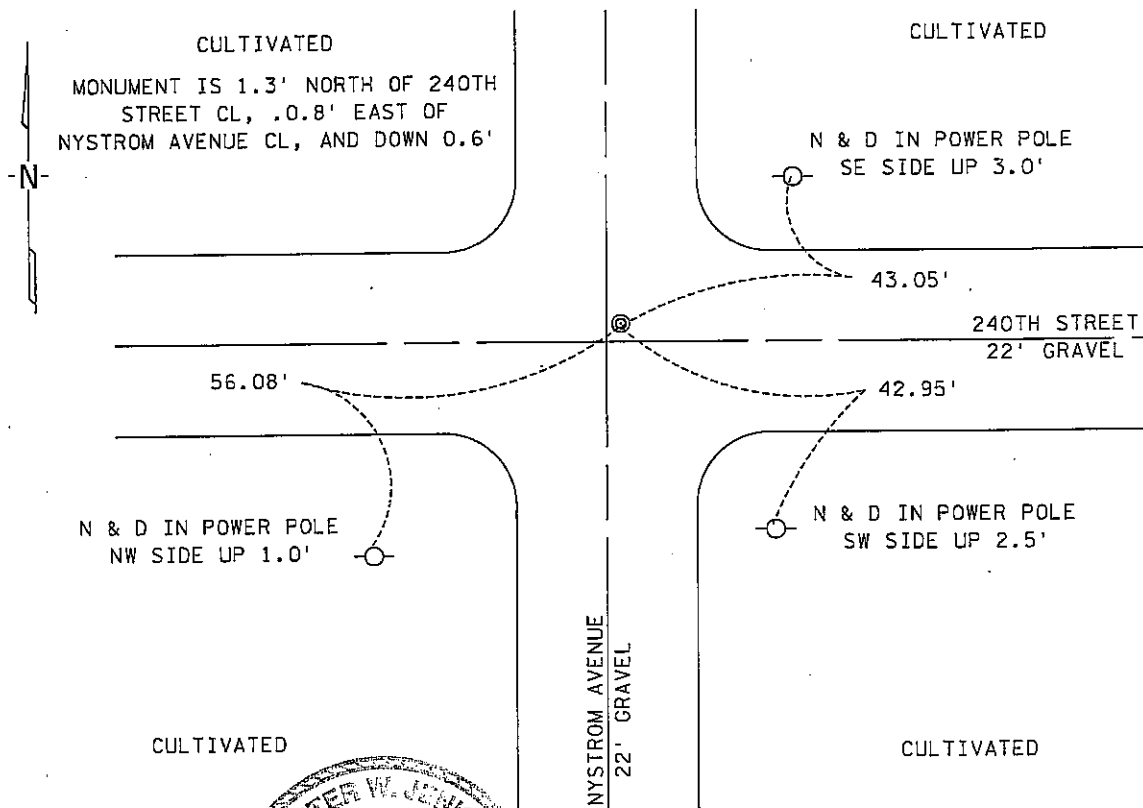 CULTIVATED
MONUMENT IS 1.3' NORTH OF 240TH
STREET CL, .0.8' EAST OF
NYSTROM AVENUE CL, AND DOWN 0.6'
CULTIVATED
N & D IN POWER POLE
SE SIDE UP 3.0'
-N-
43.05'
240TH STREET
22' GRAVEL
56.08'
42.95'
N & D IN POWER POLE
NW SIDE UP 1.0'
N & D IN POWER POLE
SW SIDE UP 2.5'
NYSTROM AVENUE
22' GRAVEL
CULTIVATED
CULTIVATED
W.